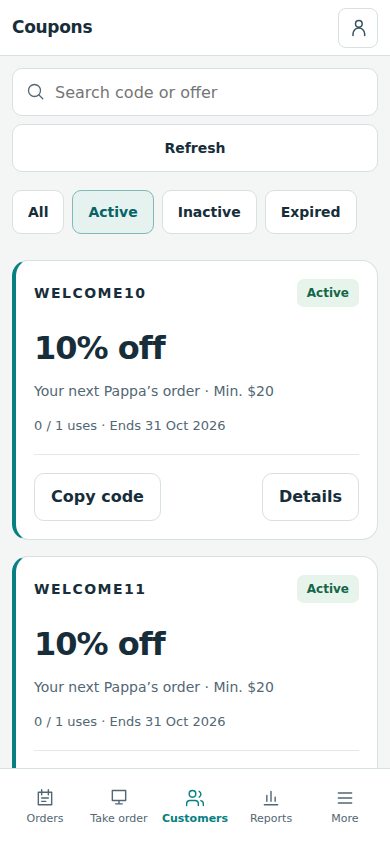 Coupons
Search code or offer
Refresh
All Active Inactive Expired
WELCOME10 Active
10% off
Your next Pappa’s order · Min. $20
0 / 1 uses · Ends 31 Oct 2026
Copy code Details
WELCOME11 Active
10% off
Your next Pappa’s order · Min. $20
0 / 1 uses · Ends 31 Oct 2026
Orders Take order Customers Reports More